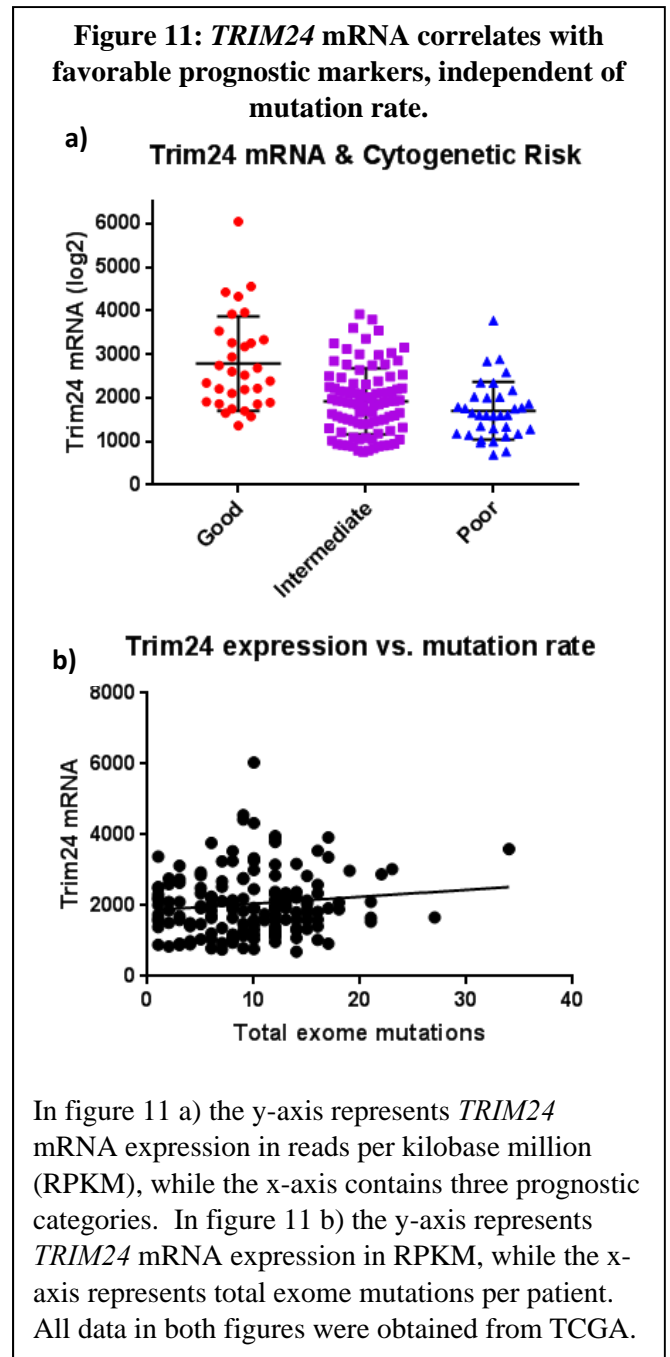 Figure 11: TRIM24 mRNA correlates with
favorable prognostic markers, independent of
mutation rate.
a)
Trim24 mRNA & Cytogenetic Risk
Trim24 mRNA (log2)
6000
5000
4000
3000
2000
1000
0
Good
Intermediate
Poor
b)
Trim24 expression vs. mutation rate
Trim24 mRNA
8000
6000
4000
2000
0
0 10 20 30 40
Total exome mutations
In figure 11 a) the y-axis represents TRIM24
mRNA expression in reads per kilobase million
(RPKM), while the x-axis contains three prognostic
categories. In figure 11 b) the y-axis represents
TRIM24 mRNA expression in RPKM, while the x-
axis represents total exome mutations per patient.
All data in both figures were obtained from TCGA.